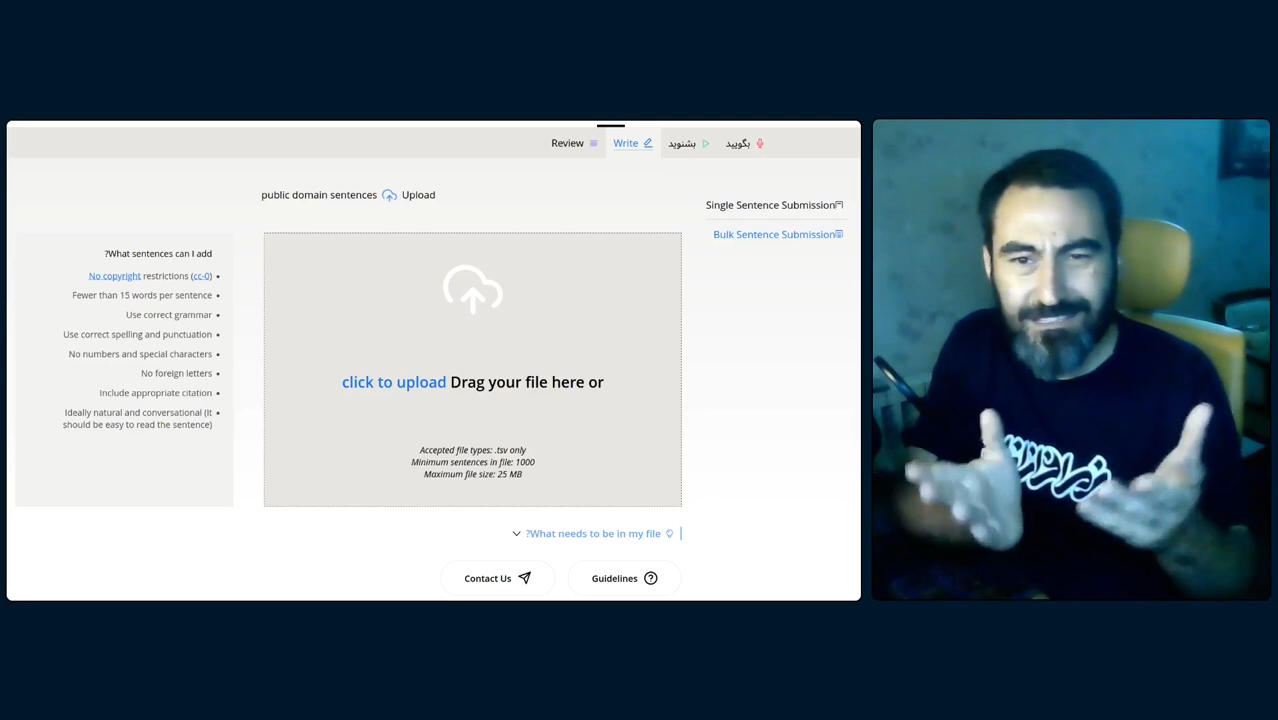 بگویید
بشنوید
Write
Review
Single Sentence Submission
Bulk Sentence Submission
public domain sentences Upload
click to upload Drag your file here or
Accepted file types: .tsv only
Minimum sentences in file: 1000
Maximum file size: 25 MB
?What needs to be in my file
Contact Us
Guidelines
?What sentences can I add
No copyright restrictions (cc-0)
Fewer than 15 words per sentence
Use correct grammar
Use correct spelling and punctuation
No numbers and special characters
No foreign letters
Include appropriate citation
Ideally natural and conversational (it
should be easy to read the sentence)